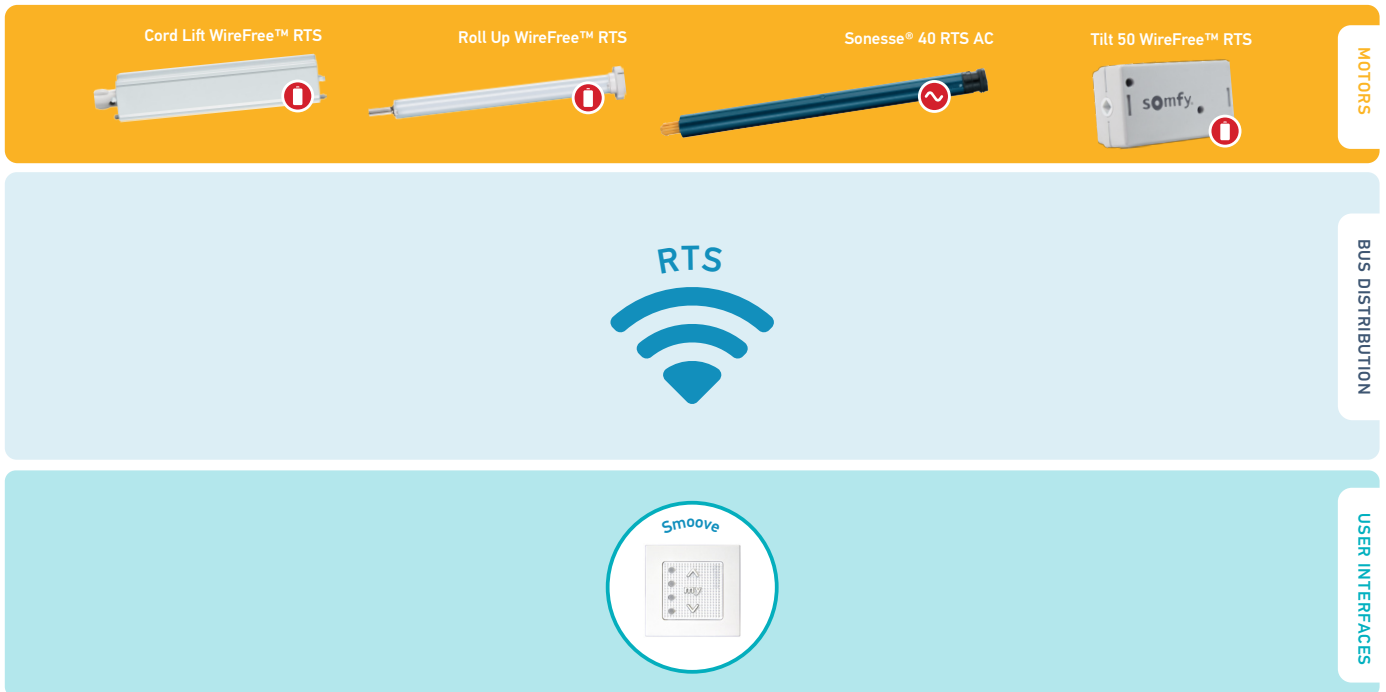 Cord Lift WireFree™ RTS
Roll Up WireFree™ RTS
Sonesse® 40 RTS AC
Tilt 50 WireFree™ RTS
somfy.
MOTORS
RTS
BUS DISTRIBUTION
Smoove
my
USER INTERFACES